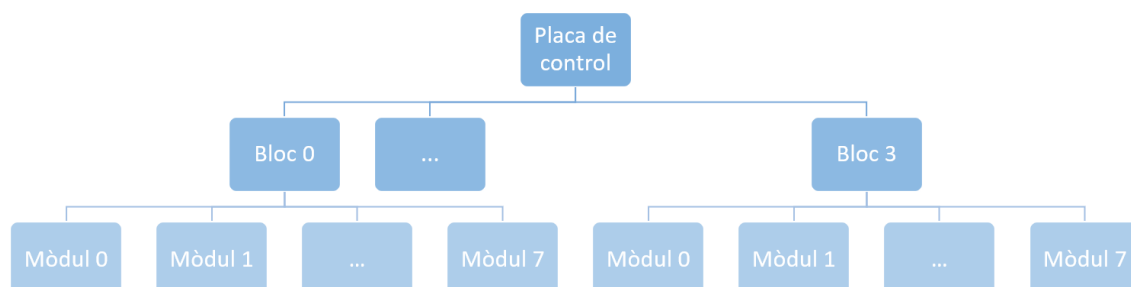 Placa de
control
Bloc 0
...
Bloc 3
Mòdul 0
Mòdul 1
...
Mòdul 7
Mòdul 0
Mòdul 1
...
Mòdul 7